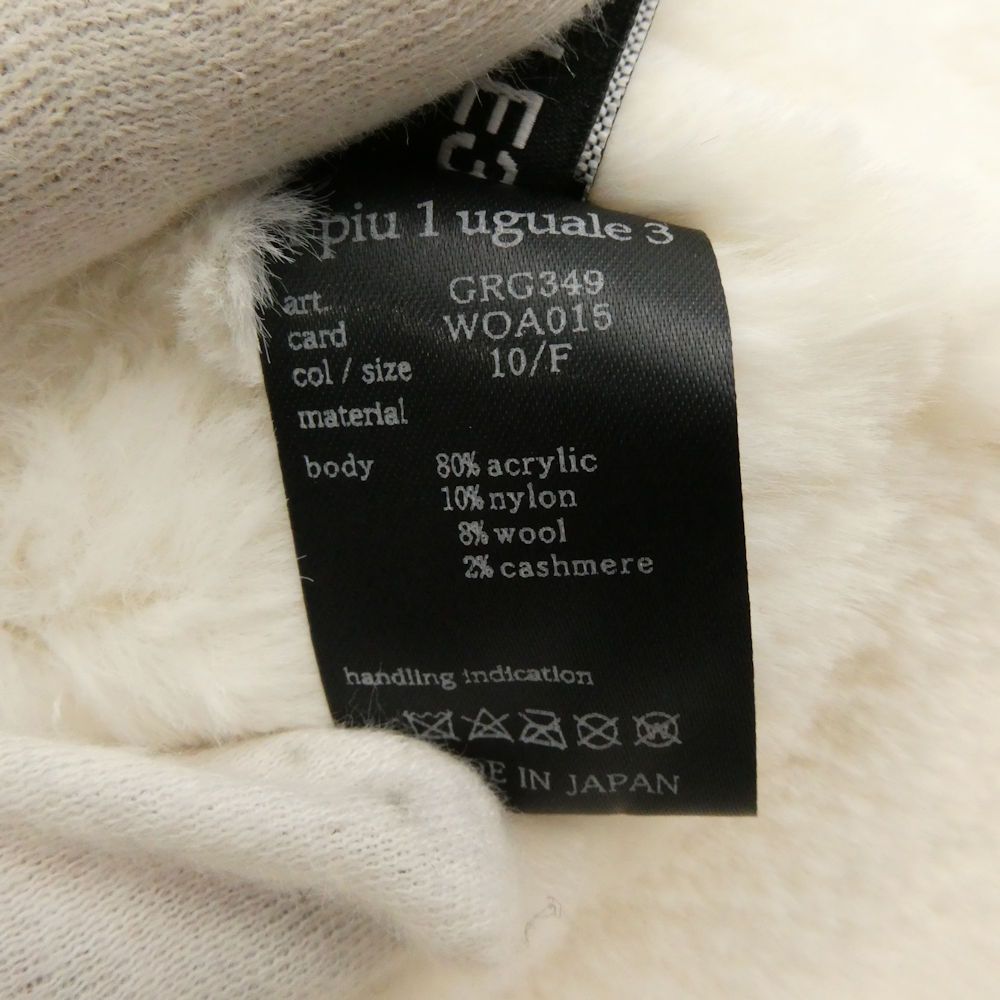 piu 1 uguale 3
art. GRG349
card WOA015
col / size 10/F
material
body 80% acrylic
10% nylon
8% wool
2% cashmere
handling indication
IN JAPAN